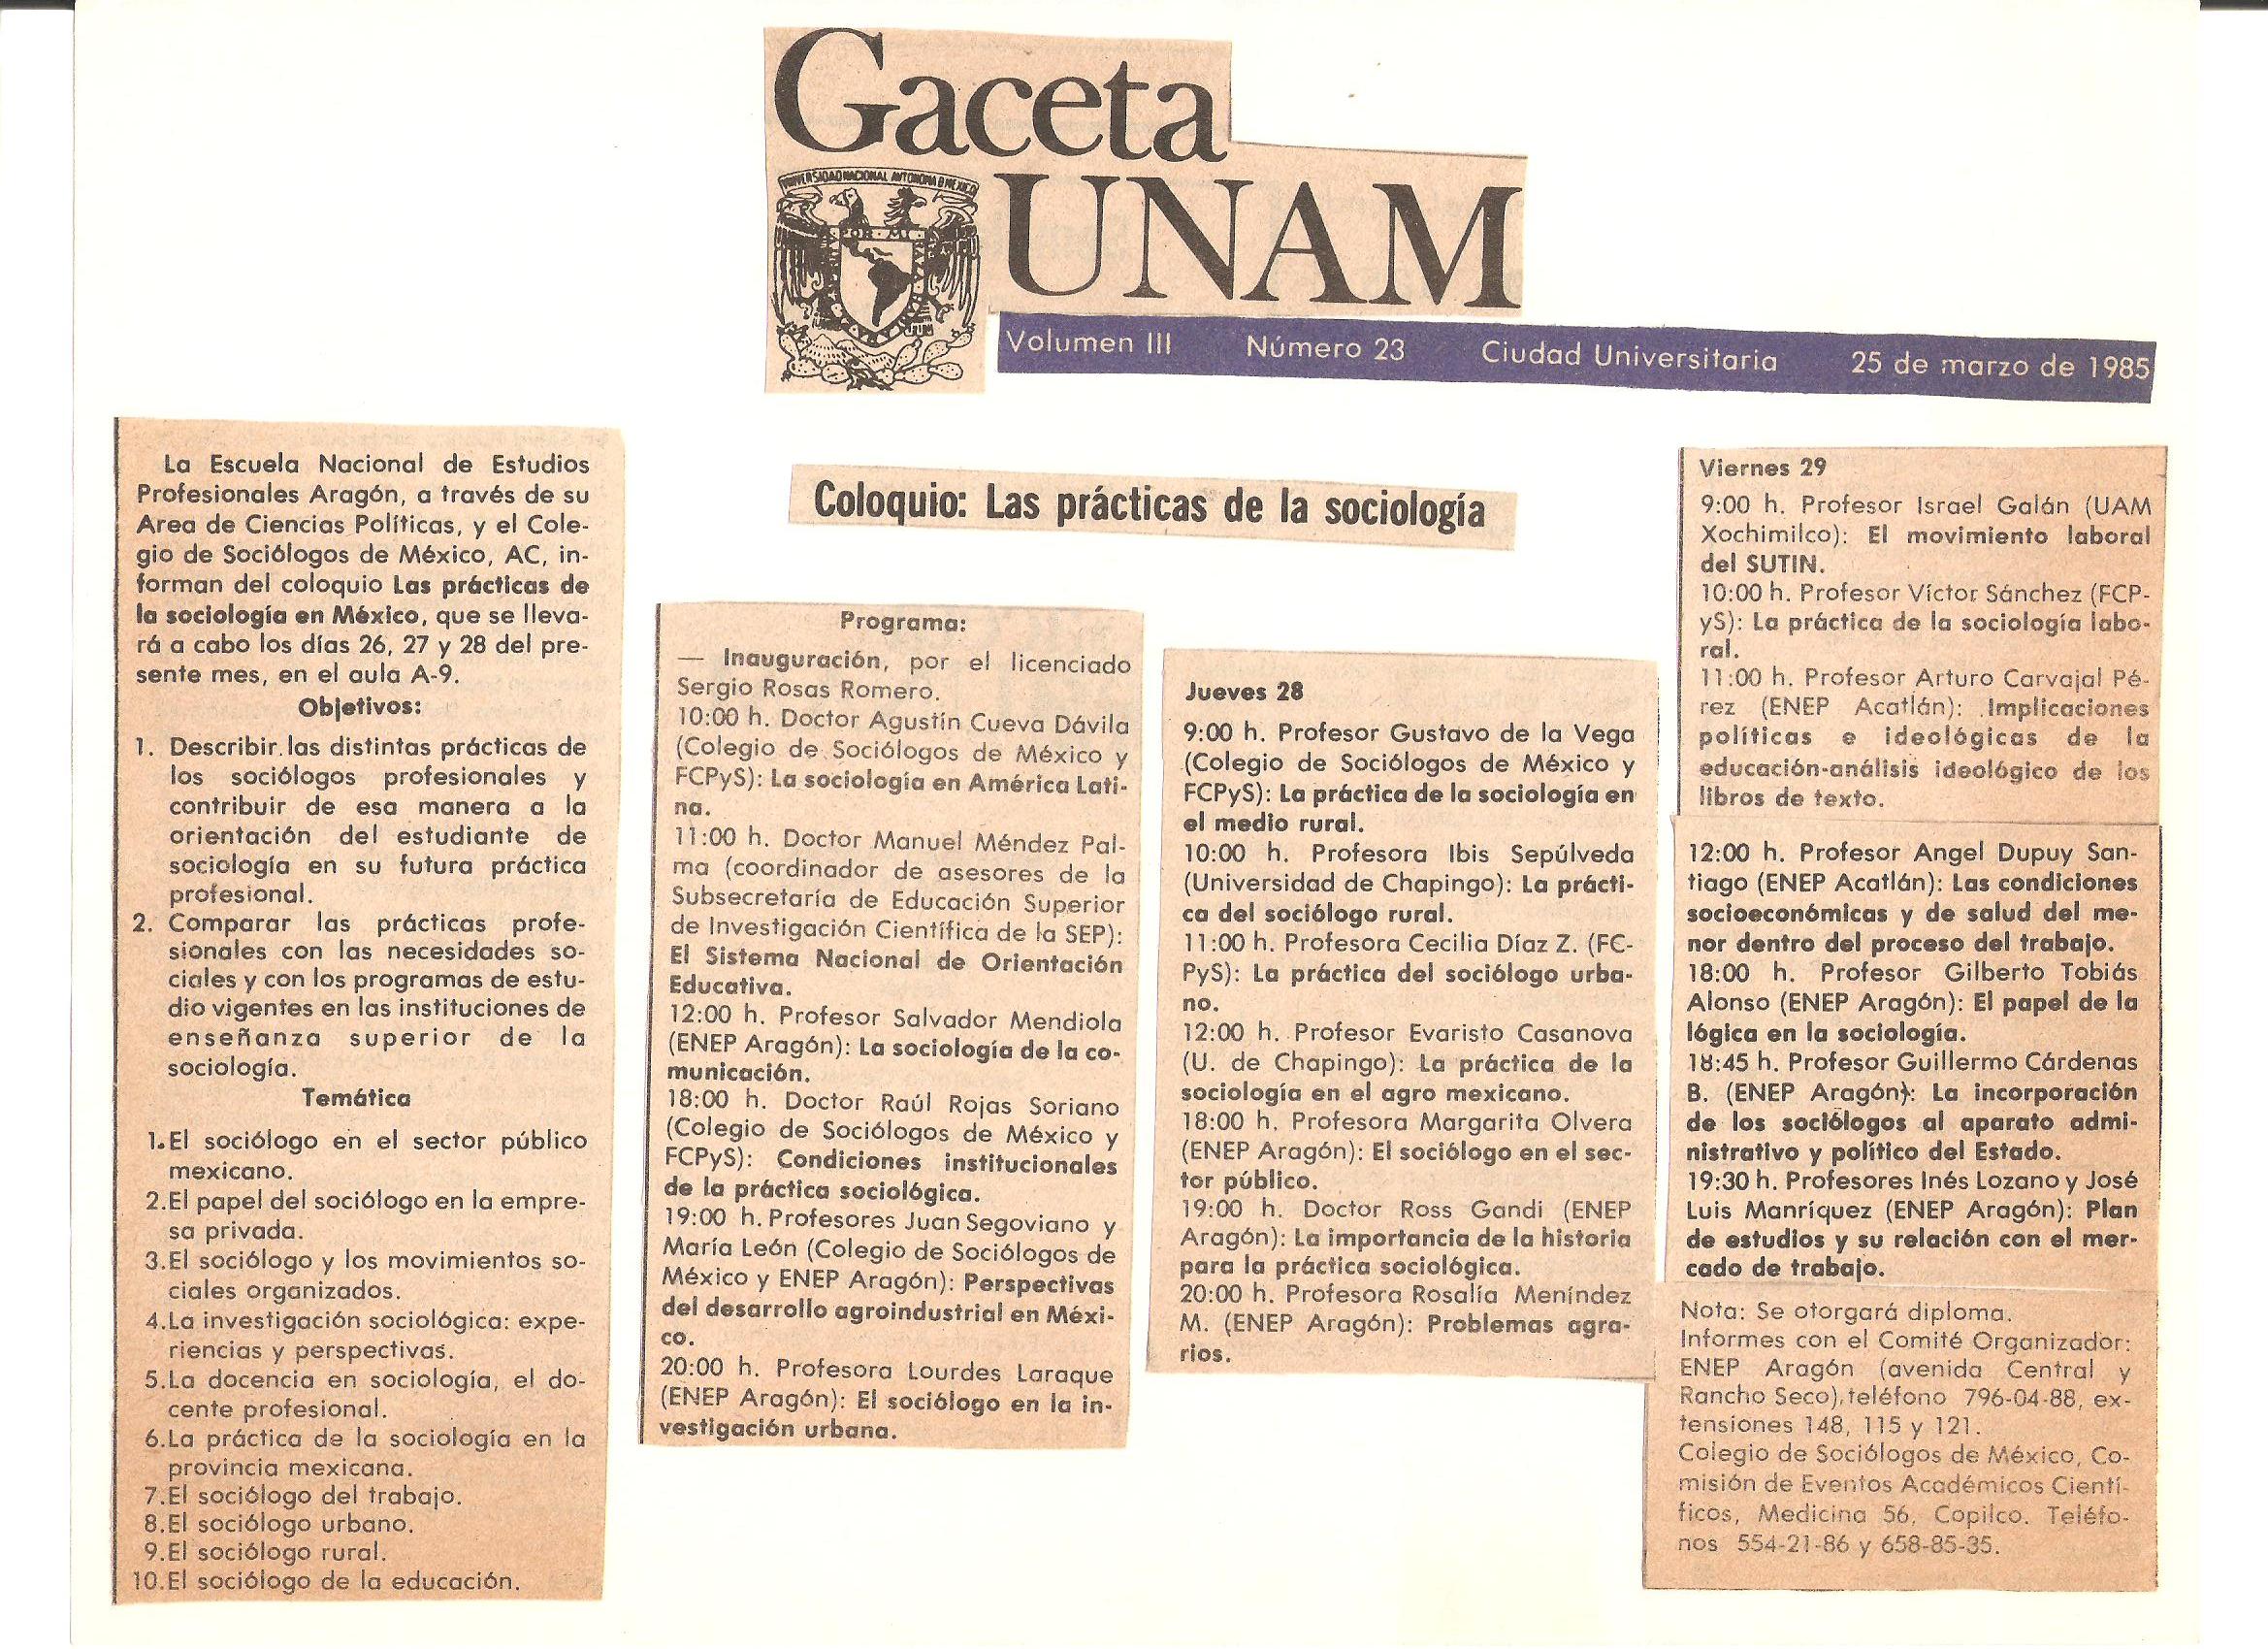 Gaceta
UNIVERSIDAD NACIONAL AVTONOMA D MEXICO
UNAM
POR MI
Volumen III Número 23 Ciudad Universitaria 25 de marzo de 1985
La Escuela Nacional de Estudios
Profesionales Aragón, a través de su
Area de Ciencias Políticas, y el Cole-
gio de Sociólogos de México, AC, in-
forman del coloquio Las prácticas de
la sociología en México, que se lleva-
rá a cabo los días 26, 27 y 28 del pre-
sente mes, en el aula A-9.
Objetivos:
1. Describir las distintas prácticas de
los sociólogos profesionales y
contribuir de esa manera a la
orientación del estudiante de
sociología en su futura práctica
profesional.
2. Comparar las prácticas profe-
sionales con las necesidades so-
ciales y con los programas de estu-
dio vigentes en las instituciones de
enseñanza superior de la
sociología.
Temática
1. El sociólogo en el sector público
mexicano.
2. El papel del sociólogo en la empre-
sa privada.
3. El sociólogo y los movimientos so-
ciales organizados.
4. La investigación sociológica: expe-
riencias y perspectivas.
5. La docencia en sociología, el do-
cente profesional.
6. La práctica de la sociología en la
provincia mexicana.
7. El sociólogo del trabajo.
8. El sociólogo urbano.
9. El sociólogo rural.
10. El sociólogo de la educación.
Coloquio: Las prácticas de la sociología
Programa:
— Inauguración, por el licenciado
Sergio Rosas Romero.
10:00 h. Doctor Agustín Cueva Dávila
(Colegio de Sociólogos de México y
FCPyS): La sociología en América Lati-
na.
11:00 h. Doctor Manuel Méndez Pal-
ma (coordinador de asesores de la
Subsecretaría de Educación Superior
de Investigación Científica de la SEP):
El Sistema Nacional de Orientación
Educativa.
12:00 h. Profesor Salvador Mendiola
(ENEP Aragón): La sociología de la co-
municación.
18:00 h. Doctor Raúl Rojas Soriano
(Colegio de Sociólogos de México y
FCPyS): Condiciones institucionales
de la práctica sociológica.
19:00 h. Profesores Juan Segoviano y
María León (Colegio de Sociólogos de
México y ENEP Aragón): Perspectivas
del desarrollo agroindustrial en Méxi-
co.
20:00 h. Profesora Lourdes Laraque
(ENEP Aragón): El sociólogo en la in-
vestigación urbana.
Jueves 28
9:00 h. Profesor Gustavo de la Vega
(Colegio de Sociólogos de México y
FCPyS): La práctica de la sociología en
el medio rural.
10:00 h. Profesora Ibis Sepúlveda
(Universidad de Chapingo): La prácti-
ca del sociólogo rural.
11:00 h. Profesora Cecilia Díaz Z. (FC-
PyS): La práctica del sociólogo urba-
no.
12:00 h. Profesor Evaristo Casanova
(U. de Chapingo): La práctica de la
sociología en el agro mexicano.
18:00 h. Profesora Margarita Olvera
(ENEP Aragón): El sociólogo en el sec-
tor público.
19:00 h. Doctor Ross Gandi (ENEP
Aragón): La importancia de la historia
para la práctica sociológica.
20:00 h. Profesora Rosalía Meníndez
M. (ENEP Aragón): Problemas agra-
rios.
Viernes 29
9:00 h. Profesor Israel Galán (UAM
Xochimilco): El movimiento laboral
del SUTIN.
10:00 h. Profesor Víctor Sánchez (FCP-
yS): La práctica de la sociología labo-
ral.
11:00 h. Profesor Arturo Carvajal Pé-
rez (ENEP Acatlán): Implicaciones
políticas e ideológicas de la
educación-análisis ideológico de los
libros de texto.
12:00 h. Profesor Angel Dupuy San-
tiago (ENEP Acatlán): Las condiciones
socioeconómicas y de salud del me-
nor dentro del proceso del trabajo.
18:00 h. Profesor Gilberto Tobiás
Alonso (ENEP Aragón): El papel de la
lógica en la sociología.
18:45 h. Profesor Guillermo Cárdenas
B. (ENEP Aragón): La incorporación
de los sociólogos al aparato admi-
nistrativo y político del Estado.
19:30 h. Profesores Inés Lozano y José
Luis Manríquez (ENEP Aragón): Plan
de estudios y su relación con el mer-
cado de trabajo.
Nota: Se otorgará diploma.
Informes con el Comité Organizador:
ENEP Aragón (avenida Central y
Rancho Seco), teléfono 796-04-88, ex-
tensiones 148, 115 y 121.
Colegio de Sociólogos de México, Co-
misión de Eventos Académicos Cientí-
ficos, Medicina 56, Copilco. Teléfo-
nos 554-21-86 y 658-85-35.